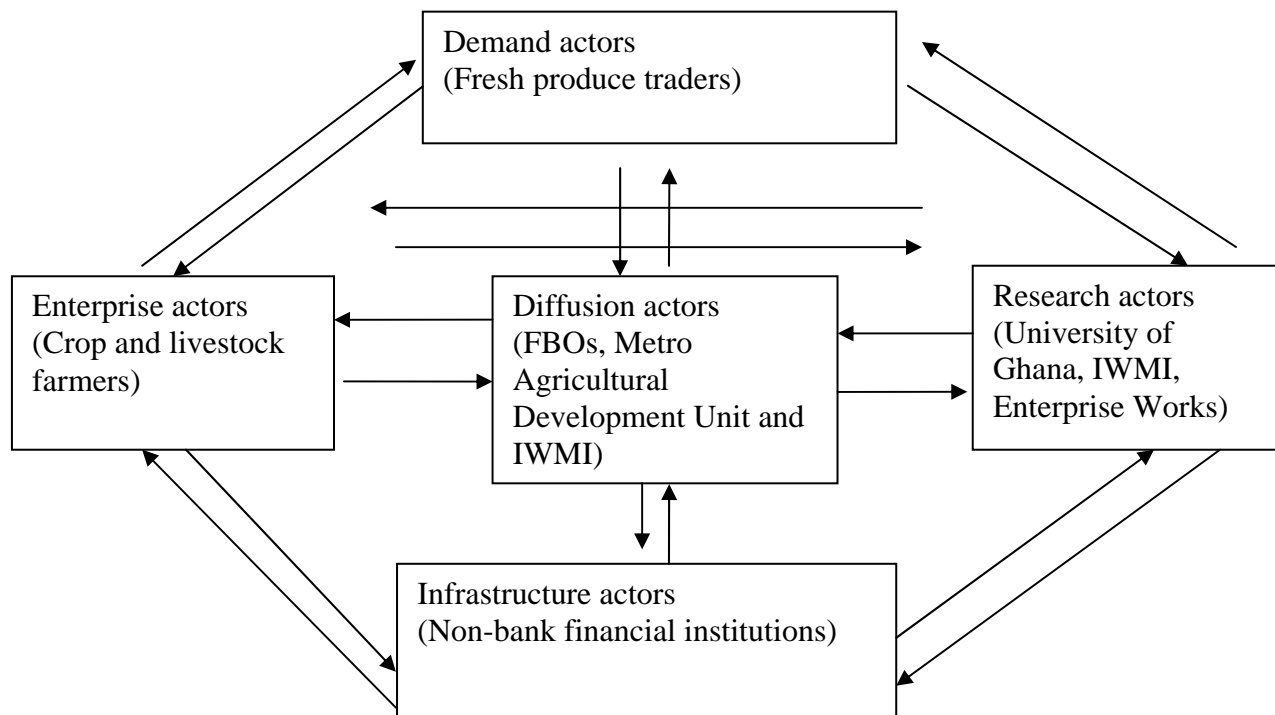 Demand actors
(Fresh produce traders)
Enterprise actors
(Crop and livestock
farmers)
Diffusion actors
(FBOs, Metro
Agricultural
Development Unit and
IWMI)
Research actors
(University of
Ghana, IWMI,
Enterprise Works)
Infrastructure actors
(Non-bank financial institutions)